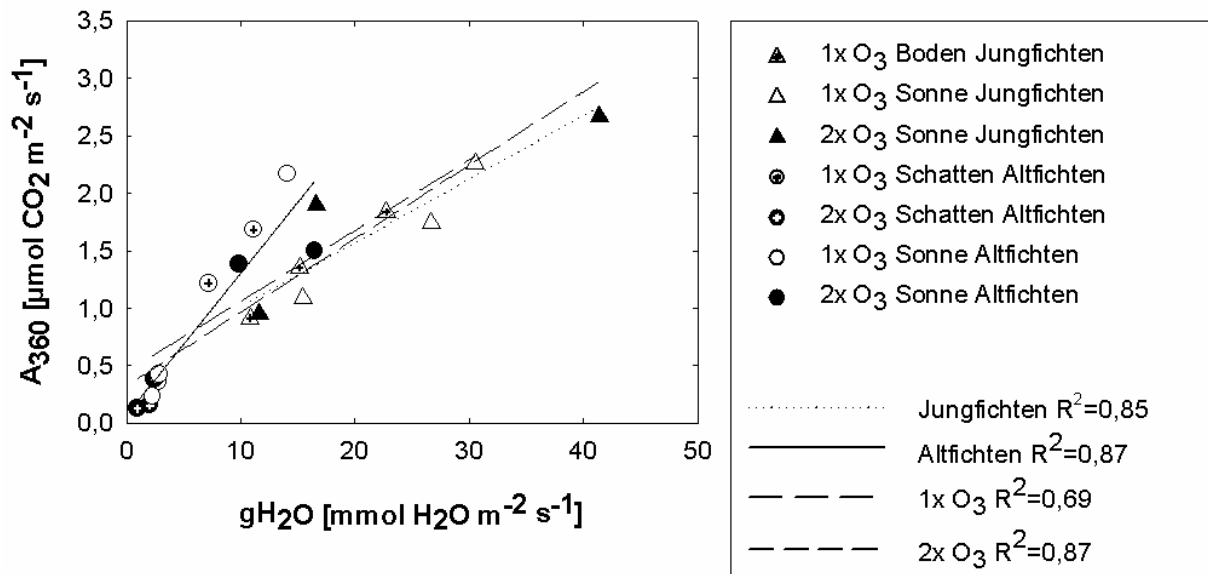 A360 [µmol CO2 m-2 s-1]
3,5
3,0
2,5
2,0
1,5
1,0
0,5
0,0
0
10
20
30
40
50
gH2O [mmol H2O m-2 s-1]
1x O3 Boden Jungfichten
1x O3 Sonne Jungfichten
2x O3 Sonne Jungfichten
1x O3 Schatten Altfichten
2x O3 Schatten Altfichten
1x O3 Sonne Altfichten
2x O3 Sonne Altfichten
Jungfichten R2=0,85
Altfichten R2=0,87
1x O3 R2=0,69
2x O3 R2=0,87